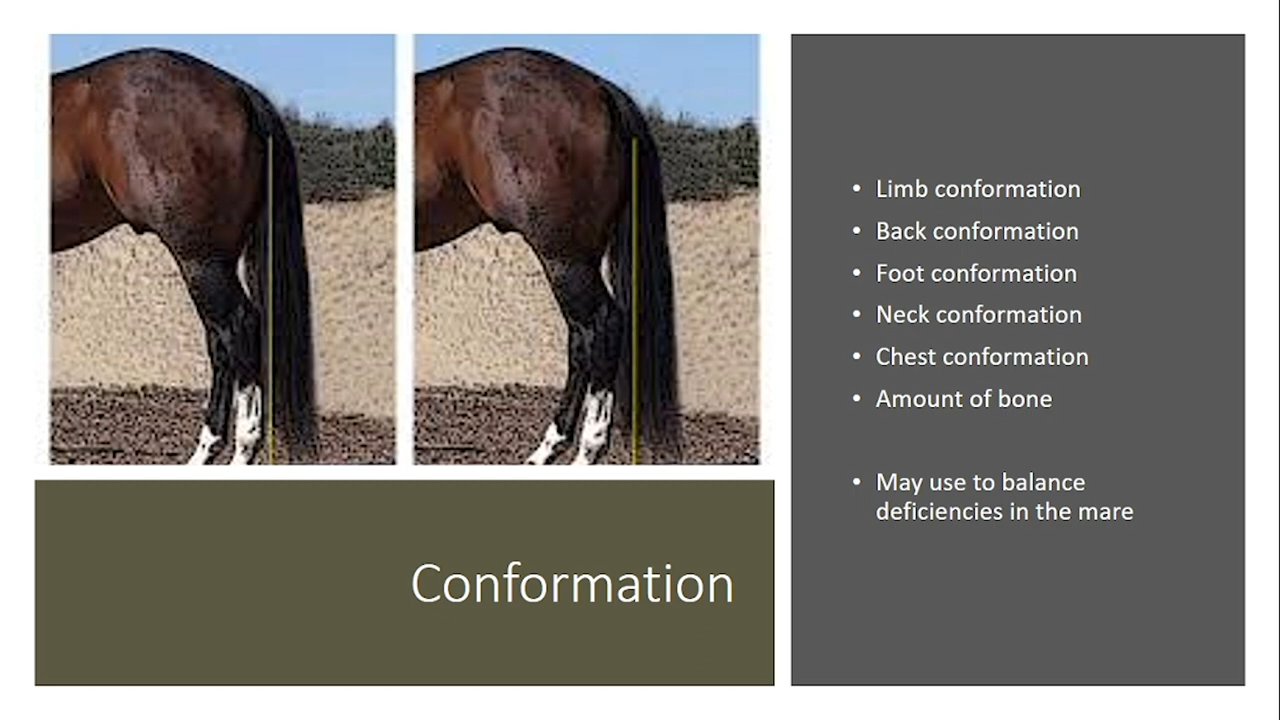 Conformation
• Limb conformation
• Back conformation
• Foot conformation
• Neck conformation
• Chest conformation
• Amount of bone
• May use to balance
deficiencies in the mare